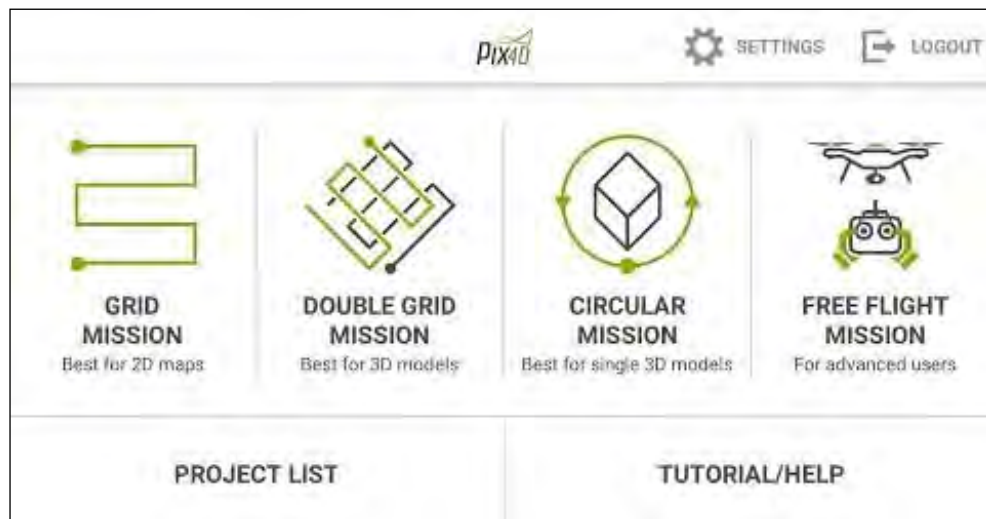 PIX4D
SETTINGS
LOGOUT
GRID
MISSION
Best for 2D maps
DOUBLE GRID
MISSION
Best for 3D models
CIRCULAR
MISSION
Best for single 3D models
FREE FLIGHT
MISSION
For advanced users
PROJECT LIST
TUTORIAL/HELP